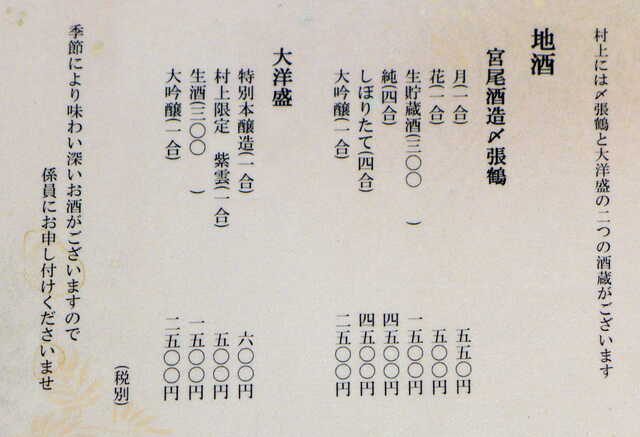 村上には〆張鶴と大洋盛の二つの酒蔵がございます
地酒
宮尾酒造〆張鶴
月(一合) 五五〇円
花(一合) 五〇〇円
生貯蔵酒(三〇〇 ) 一五〇〇円
純(四合) 四五〇〇円
しぼりたて(四合) 四五〇〇円
大吟醸(一合) 二五〇〇円
大洋盛
特別本醸造(一合) 六〇〇円
村上限定 紫雲(一合) 五〇〇円
生酒(三〇〇 ) 一五〇〇円
大吟醸(一合) 二五〇〇円
(税別)
季節により味わい深いお酒がございますので
係員にお申し付けくださいませ